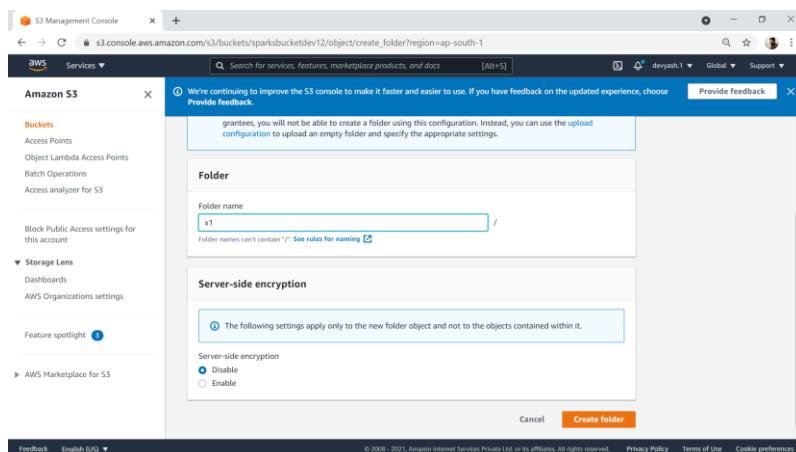 S3 Management Console
s3.console.aws.amazon.com/s3/buckets/sparksbucketdev12/object/create_folder?region=ap-south-1
aws
Services ▼
Search for services, features, marketplace products, and docs
[Alt+S]
devyash.1 ▼
Global ▼
Support ▼
Amazon S3
Buckets
Access Points
Object Lambda Access Points
Batch Operations
Access analyzer for S3
Block Public Access settings for
this account
Storage Lens
Dashboards
AWS Organizations settings
Feature spotlight 3
AWS Marketplace for S3
We're continuing to improve the S3 console to make it faster and easier to use. If you have feedback on the updated experience, choose
Provide feedback.
Provide feedback
grantees, you will not be able to create a folder using this configuration. Instead, you can use the upload
configuration to upload an empty folder and specify the appropriate settings.
Folder
Folder name
x1
/
Folder names can't contain "/". See rules for naming
Server-side encryption
The following settings apply only to the new folder object and not to the objects contained within it.
Server-side encryption
Disable
Enable
Cancel
Create folder
Feedback
English (US) ▼
© 2008 - 2021, Amazon Internet Services Private Ltd. or its affiliates. All rights reserved.
Privacy Policy
Terms of Use
Cookie preferences